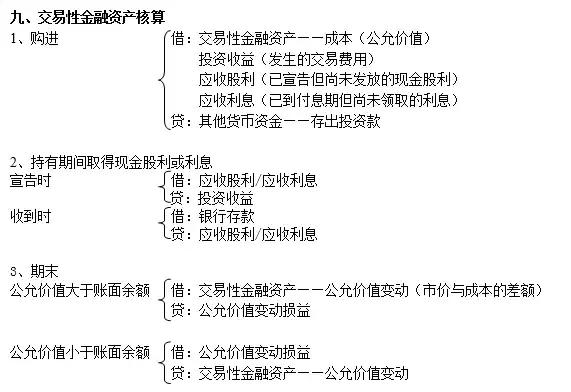 九、交易性金融资产核算
1、购进 借：交易性金融资产——成本（公允价值）
投资收益（发生的交易费用）
应收股利（已宣告但尚未发放的现金股利）
应收利息（已到付息期但尚未领取的利息）
贷：其他货币资金——存出投资款
2、持有期间取得现金股利或利息
宣告时 借：应收股利/应收利息
贷：投资收益
收到时 借：银行存款
贷：应收股利/应收利息
3、期末
公允价值大于账面余额 借：交易性金融资产——公允价值变动（市价与成本的差额）
贷：公允价值变动损益
公允价值小于账面余额 借：公允价值变动损益
贷：交易性金融资产——公允价值变动